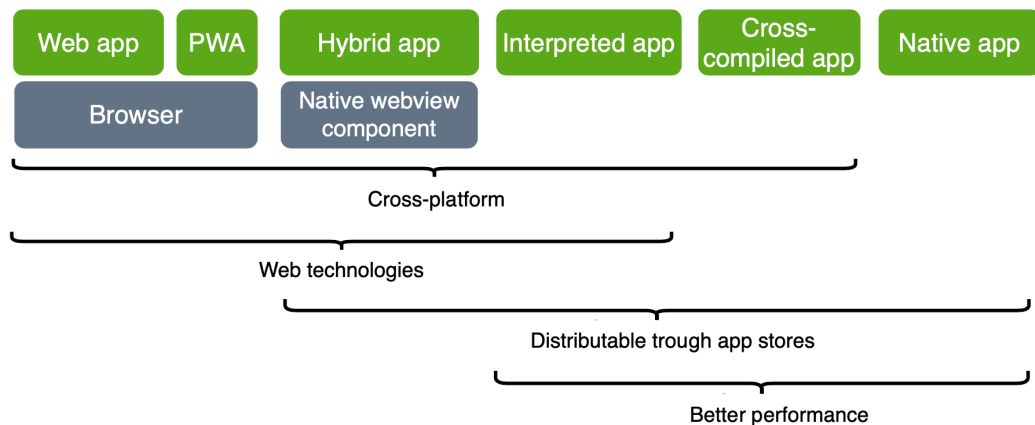 Web app
PWA
Hybrid app
Interpreted app
Cross-
compiled app
Native app
Browser
Native webview
component
Cross-platform
Web technologies
Distributable trough app stores
Better performance